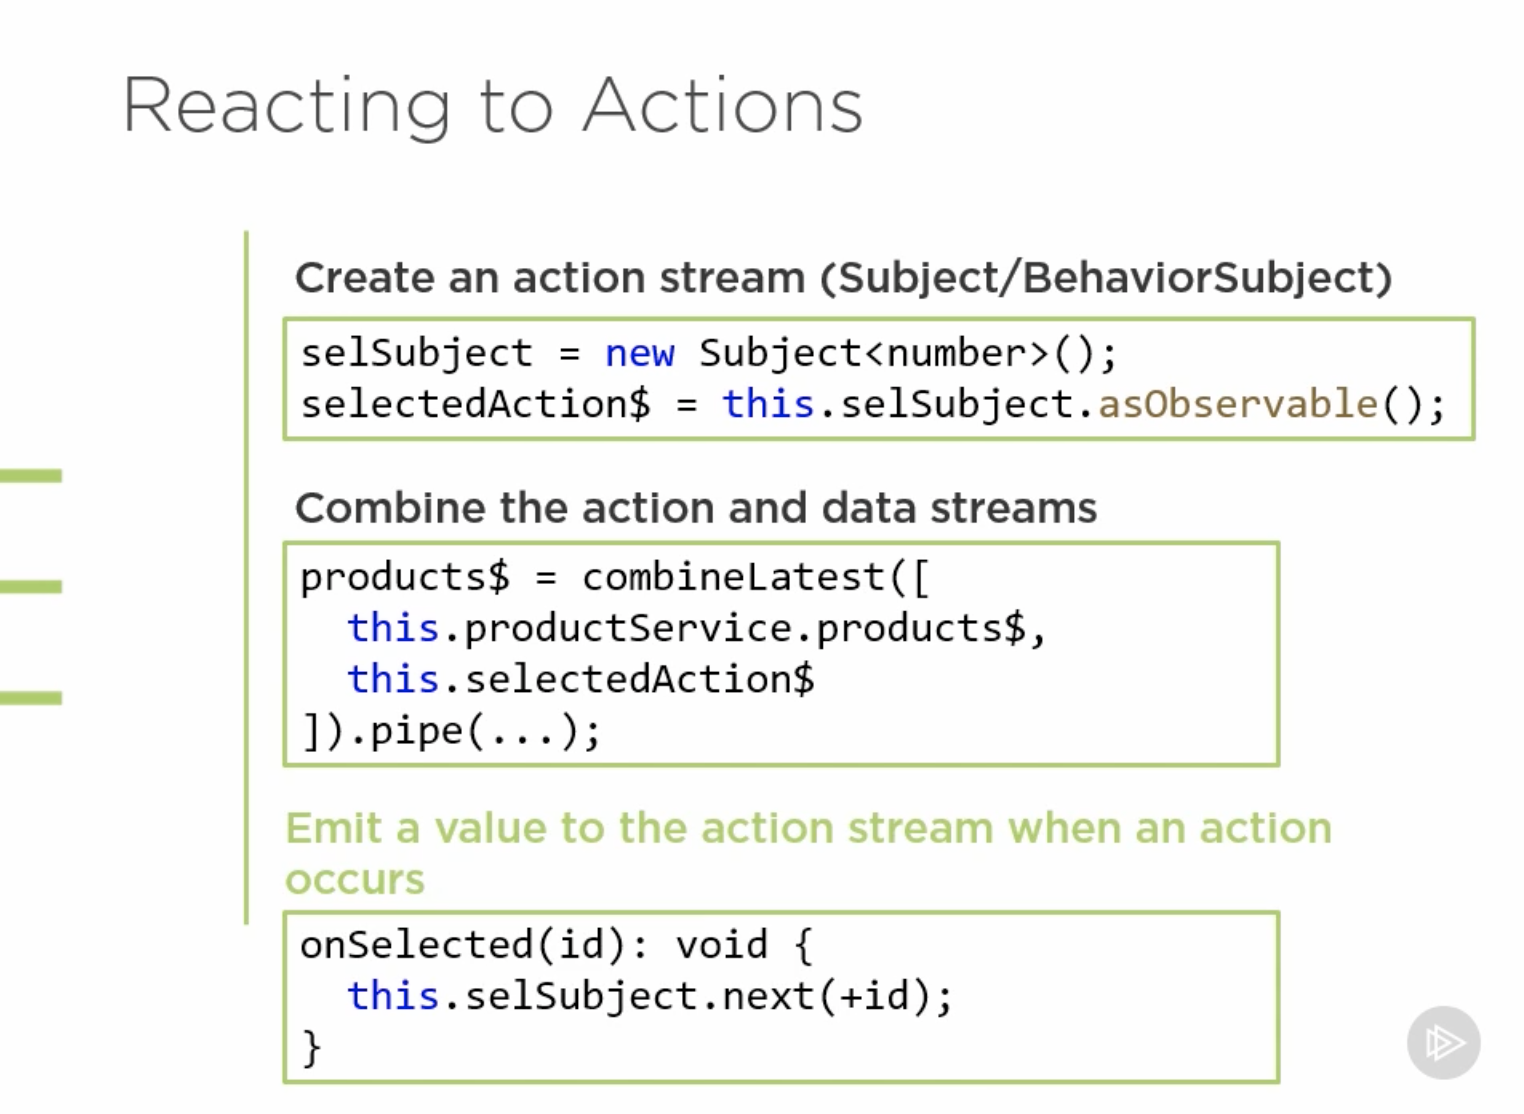 Reacting to Actions
Create an action stream (Subject/BehaviorSubject)
selSubject = new Subject<number>();
selectedAction$ = this.selSubject.asObservable();
Combine the action and data streams
products$ = combineLatest([
  this.productService.products$,
  this.selectedAction$
]).pipe(...);
Emit a value to the action stream when an action
occurs
onSelected(id): void {
  this.selSubject.next(+id);
}